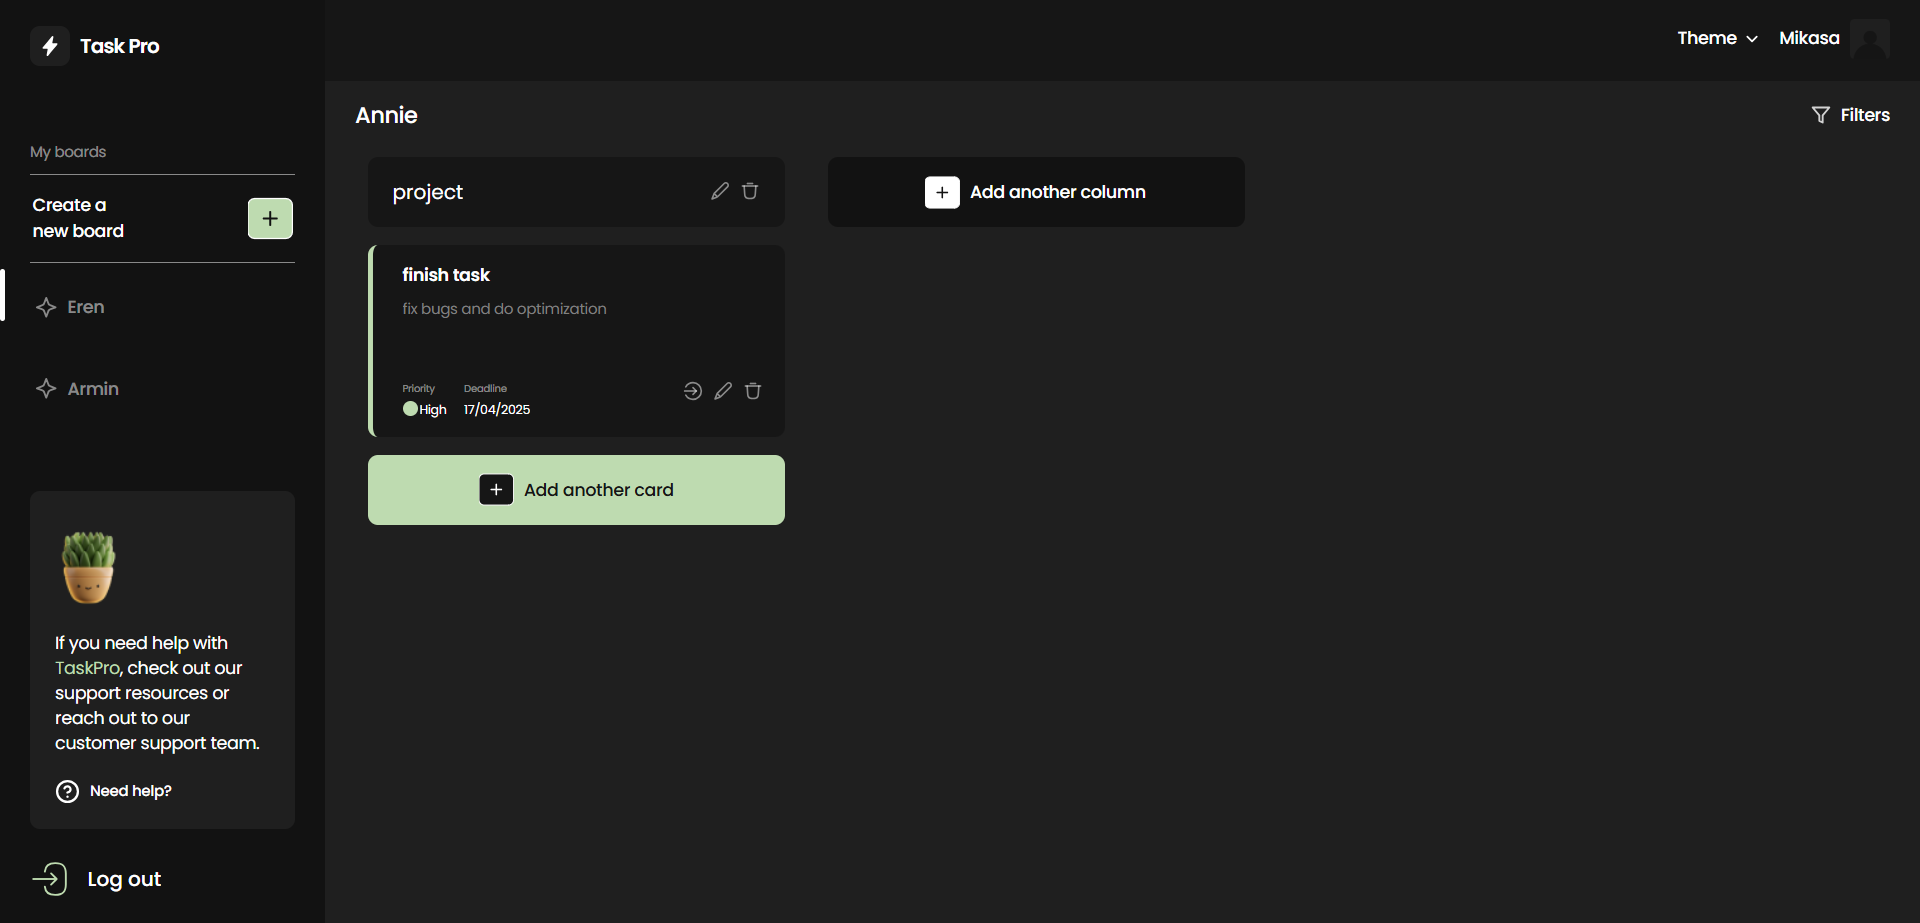 Task Pro
Theme
Mikasa
My boards
Create a
new board
Eren
Armin
If you need help with
TaskPro, check out our
support resources or
reach out to our
customer support team.
Need help?
Log out
Annie
Filters
project
finish task
fix bugs and do optimization
Priority
High
Deadline
17/04/2025
Add another card
Add another column